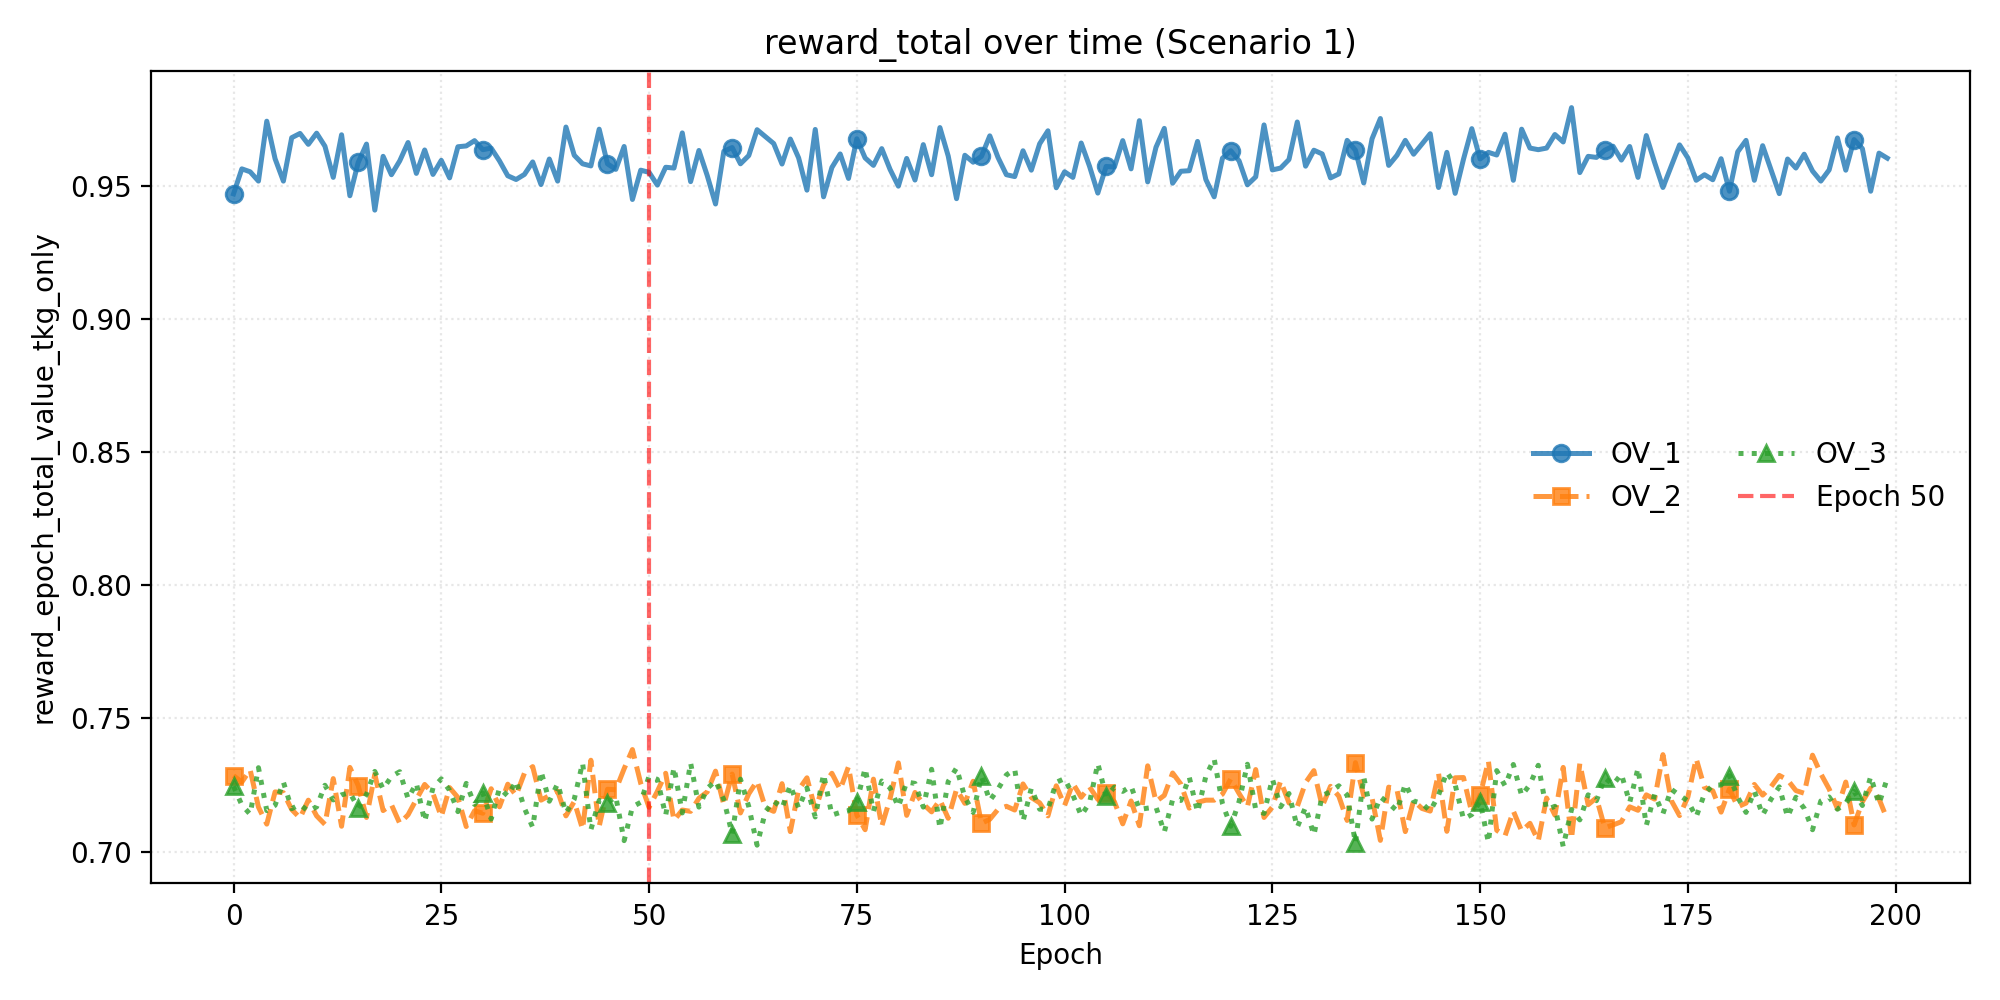 reward_total over time (Scenario 1)
reward_epoch_total_value_tkg_only
0.95
0.90
0.85
0.80
0.75
0.70
OV_1
OV_2
OV_3
Epoch 50
0 25 50 75 100 125 150 175 200
Epoch